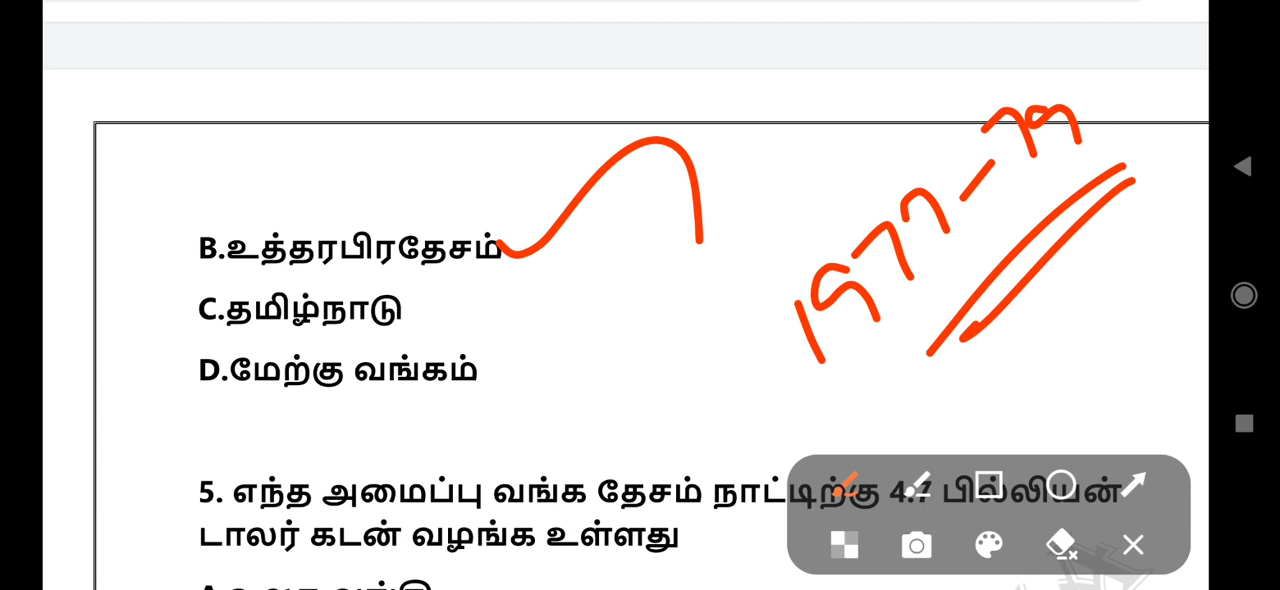 1977-79
B.உத்தரபிரதேசம்
C.தமிழ்நாடு
D.மேற்கு வங்கம்
5. எந்த அமைப்பு வங்க தேசம் நாட்டிற்கு 4.7 பில்லியன்
டாலர் கடன் வழங்க உள்ளது